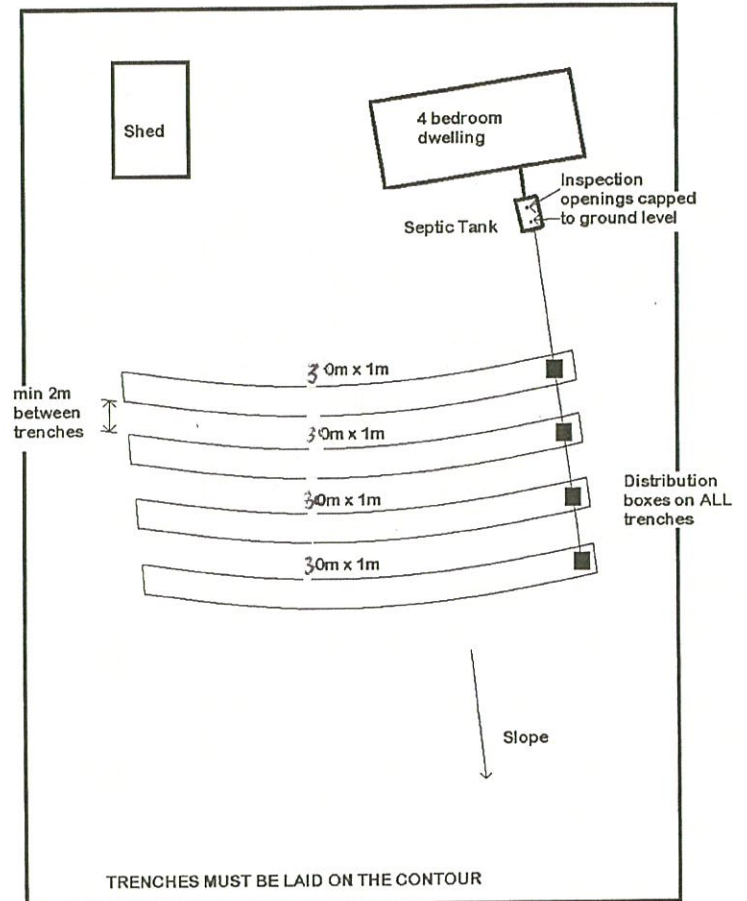 Shed
4 bedroom
dwelling
Inspection
openings capped
to ground level
Septic Tank
30m x 1m
min 2m
between
trenches
30m x 1m
30m x 1m
Distribution
boxes on ALL
trenches
30m x 1m
Slope
TRENCHES MUST BE LAID ON THE CONTOUR